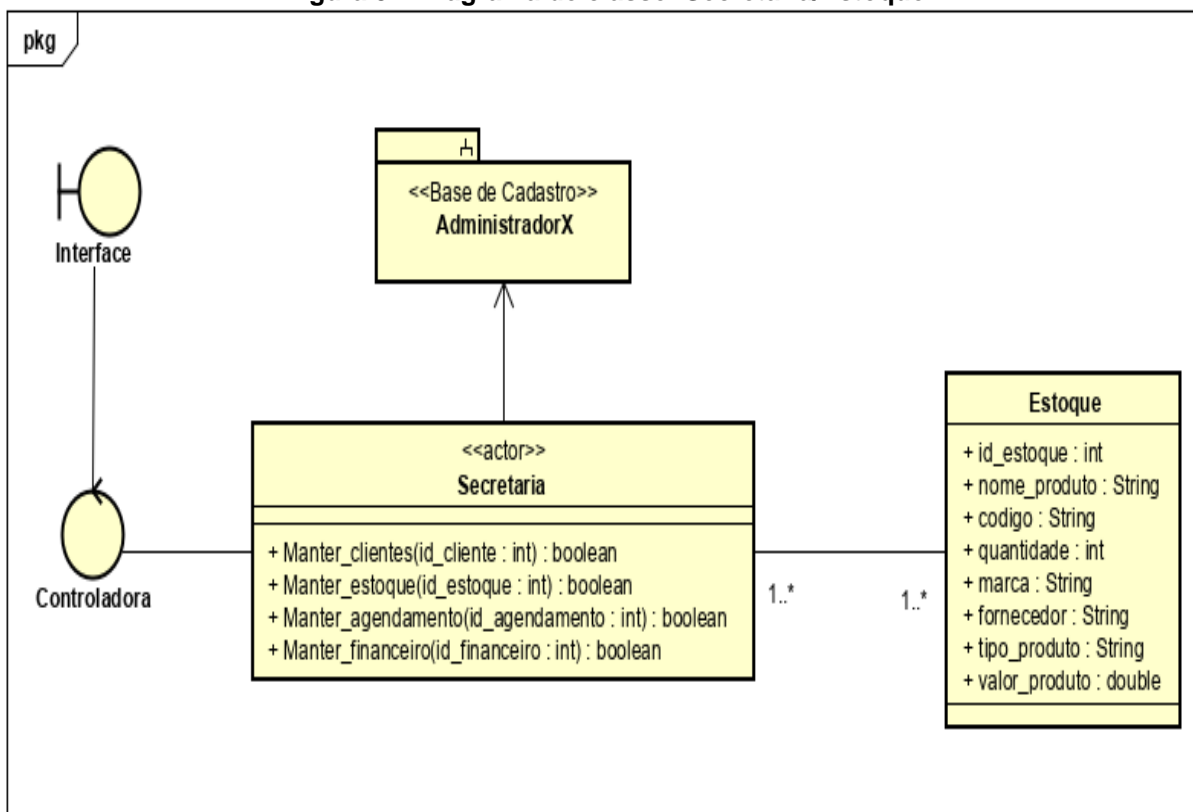 pkg
Interface
<<Base de Cadastro>>
AdministradorX
Controladora
<<actor>>
Secretaria
+ Manter_clientes(id_cliente : int) : boolean
+ Manter_estoque(id_estoque : int) : boolean
+ Manter_agendamento(id_agendamento : int) : boolean
+ Manter_financeiro(id_financeiro : int) : boolean
1..*
1..*
Estoque
+ id_estoque : int
+ nome_produto : String
+ codigo : String
+ quantidade : int
+ marca : String
+ fornecedor : String
+ tipo_produto : String
+ valor_produto : double